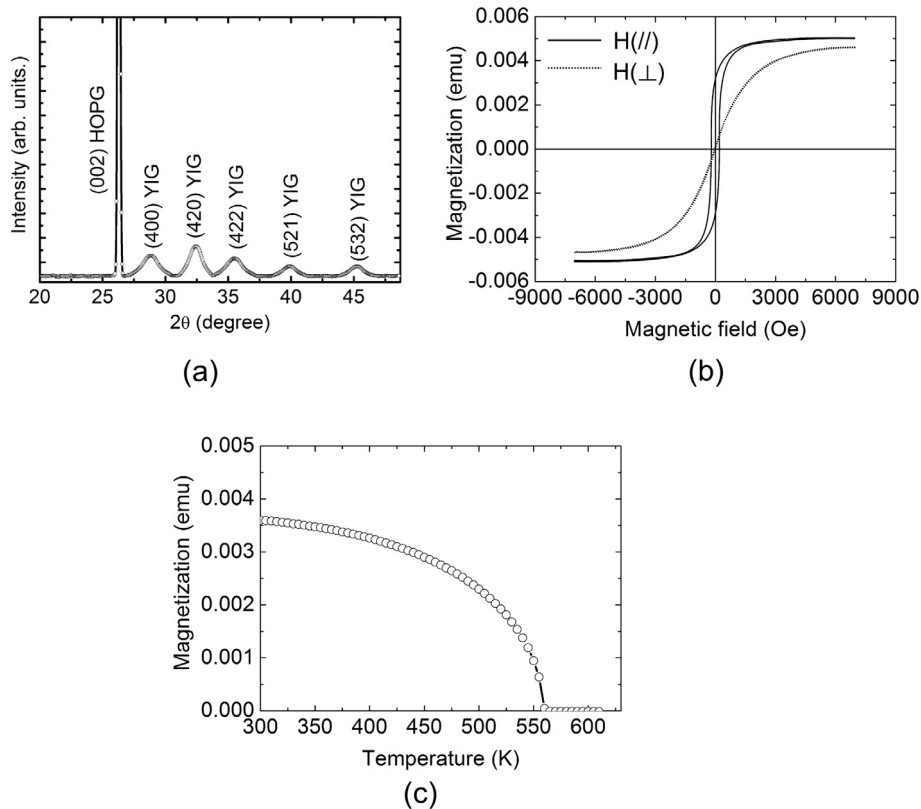 Intensity (arb. units.)
(002) HOPG
(400) YIG
(420) YIG
(422) YIG
(521) YIG
(532) YIG
20 25 30 35 40 45
2θ (degree)
(a)
Magnetization (emu)
0.006
0.004
0.002
0.000
-0.002
-0.004
-0.006
H(//)
H(⊥)
-9000 -6000 -3000 0 3000 6000 9000
Magnetic field (Oe)
(b)
Magnetization (emu)
0.005
0.004
0.003
0.002
0.001
0.000
300 350 400 450 500 550 600
Temperature (K)
(c)